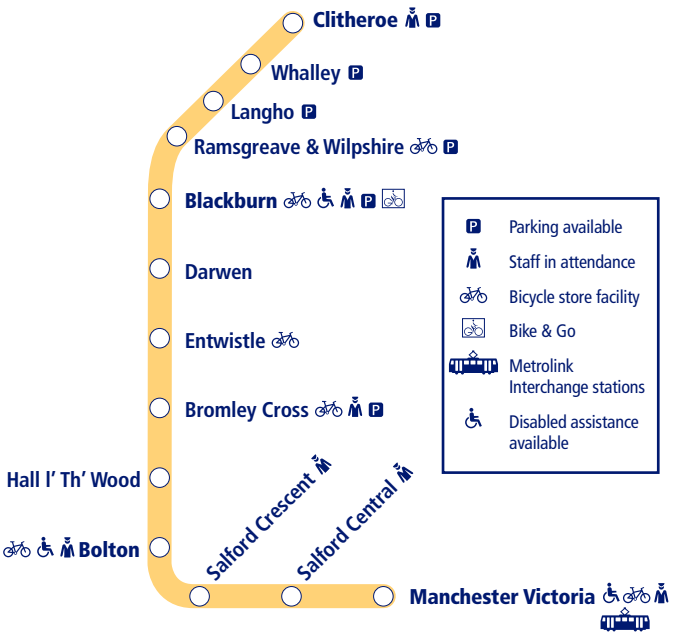 Clitheroe
Whalley P
Langho P
Ramsgreave & Wilpshire P
Blackburn P
Darwen
Entwistle
Bromley Cross P
Hall l' Th' Wood
Bolton
Salford Crescent
Salford Central
Manchester Victoria
P Parking available
Staff in attendance
Bicycle store facility
Bike & Go
Metrolink
Interchange stations
Disabled assistance
available